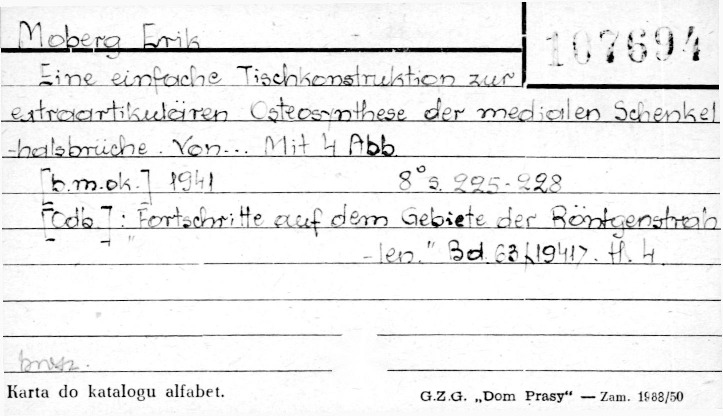 Moberg Erik
107694
Eine einfache Tischkonstruktion zur
extraartikulären Osteosynthese der medialen Schenkel
-halsbrüche. Von... Mit 4 Abb.
[b.m.ok.] 1941 8° s. 225-228
[Odb.]: "Fortschritte auf dem Gebiete der Röntgenstrah
-len." Bd. 63 <1941>. H. 4
brosz.
Karta do katalogu alfabet.
G.Z.G. „Dom Prasy“ — Zam. 1988/50